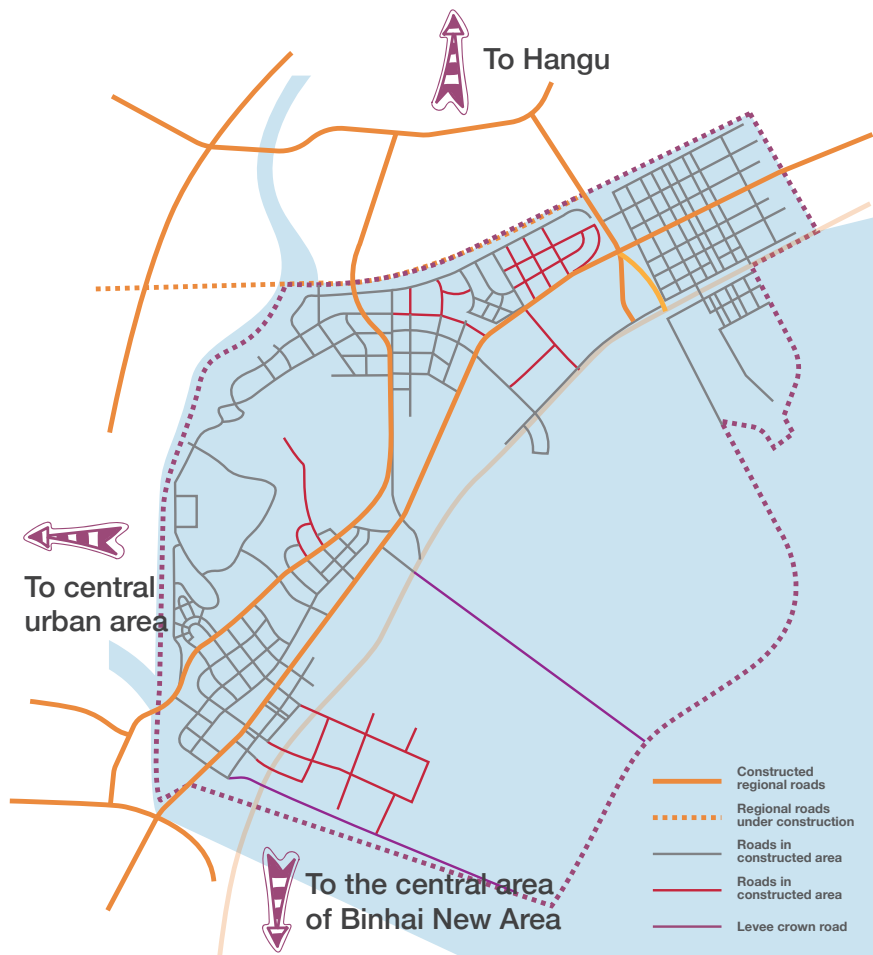 To Hangu
To central
urban area
To the central area
of Binhai New Area
Constructed
regional roads
Regional roads
under construction
Roads in
constructed area
Roads in
constructed area
Levee crown road